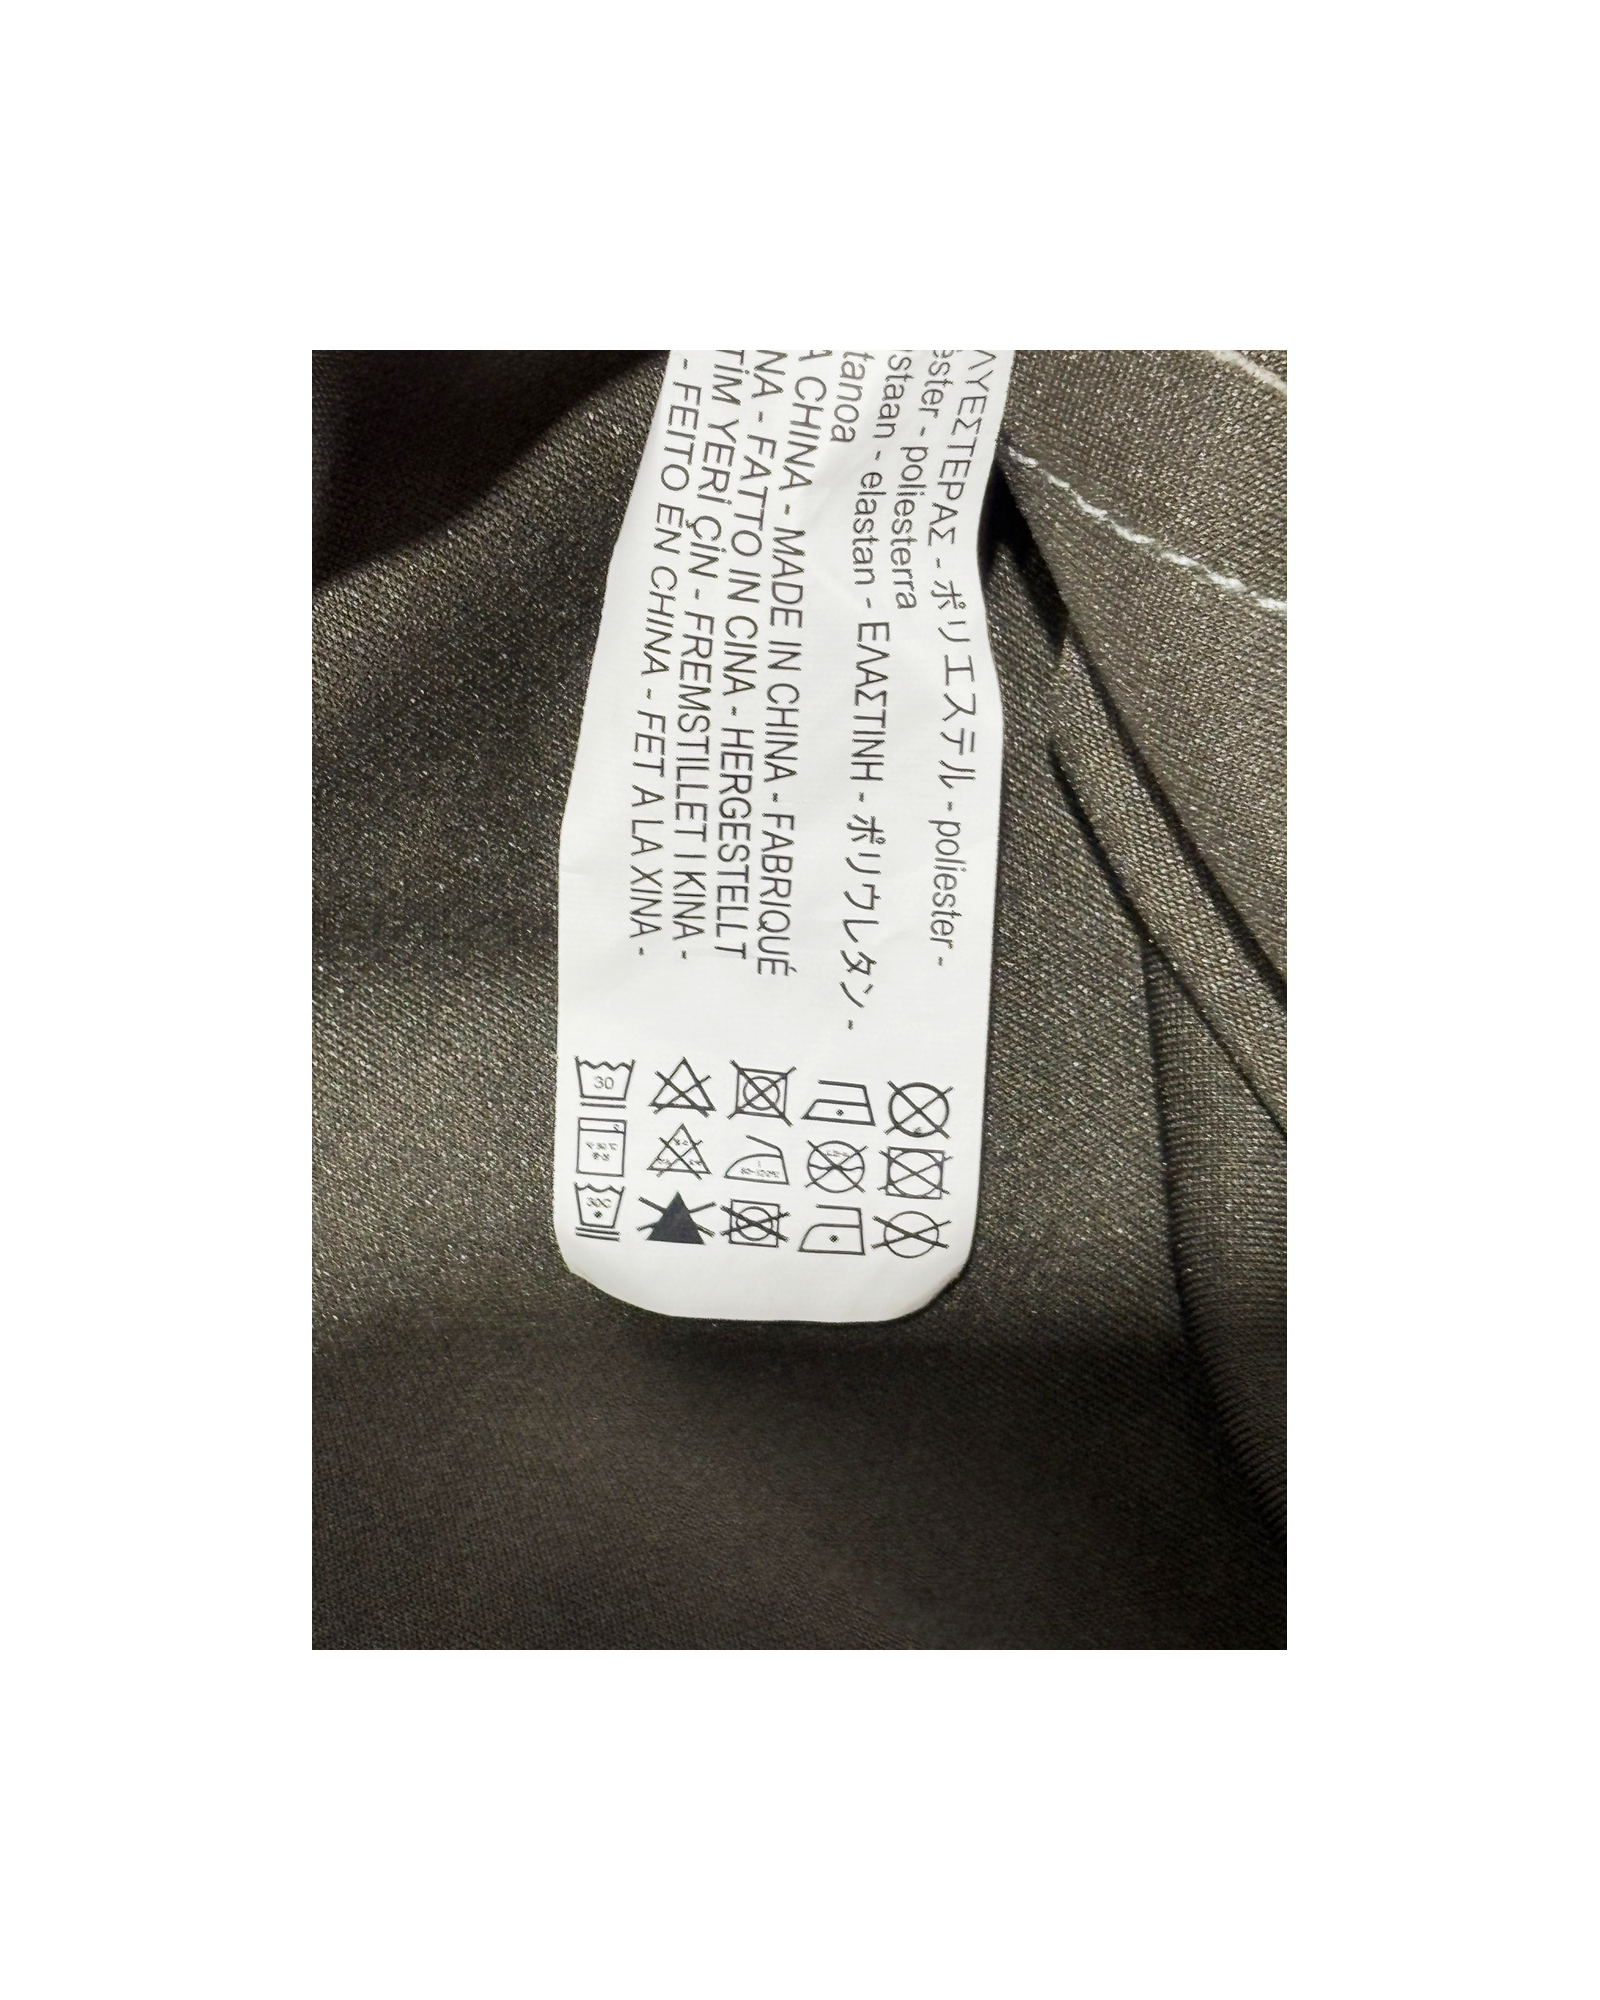 ΛΥΕΣΤΕΡΑΣ - ポリエステル - poliester -
ester - poliesterra
staan - elastan - ΕΛΑΣΤΙΝΗ - ポリウレタン -
tanoa
A CHINA - MADE IN CHINA - FABRIQUÉ
NA - FATTO IN CINA - HERGESTELLT
TİM YERİ ÇİN - FREMSTILLET I KINA -
- FEITO EN CHINA - FET A LA XINA -
30
30C